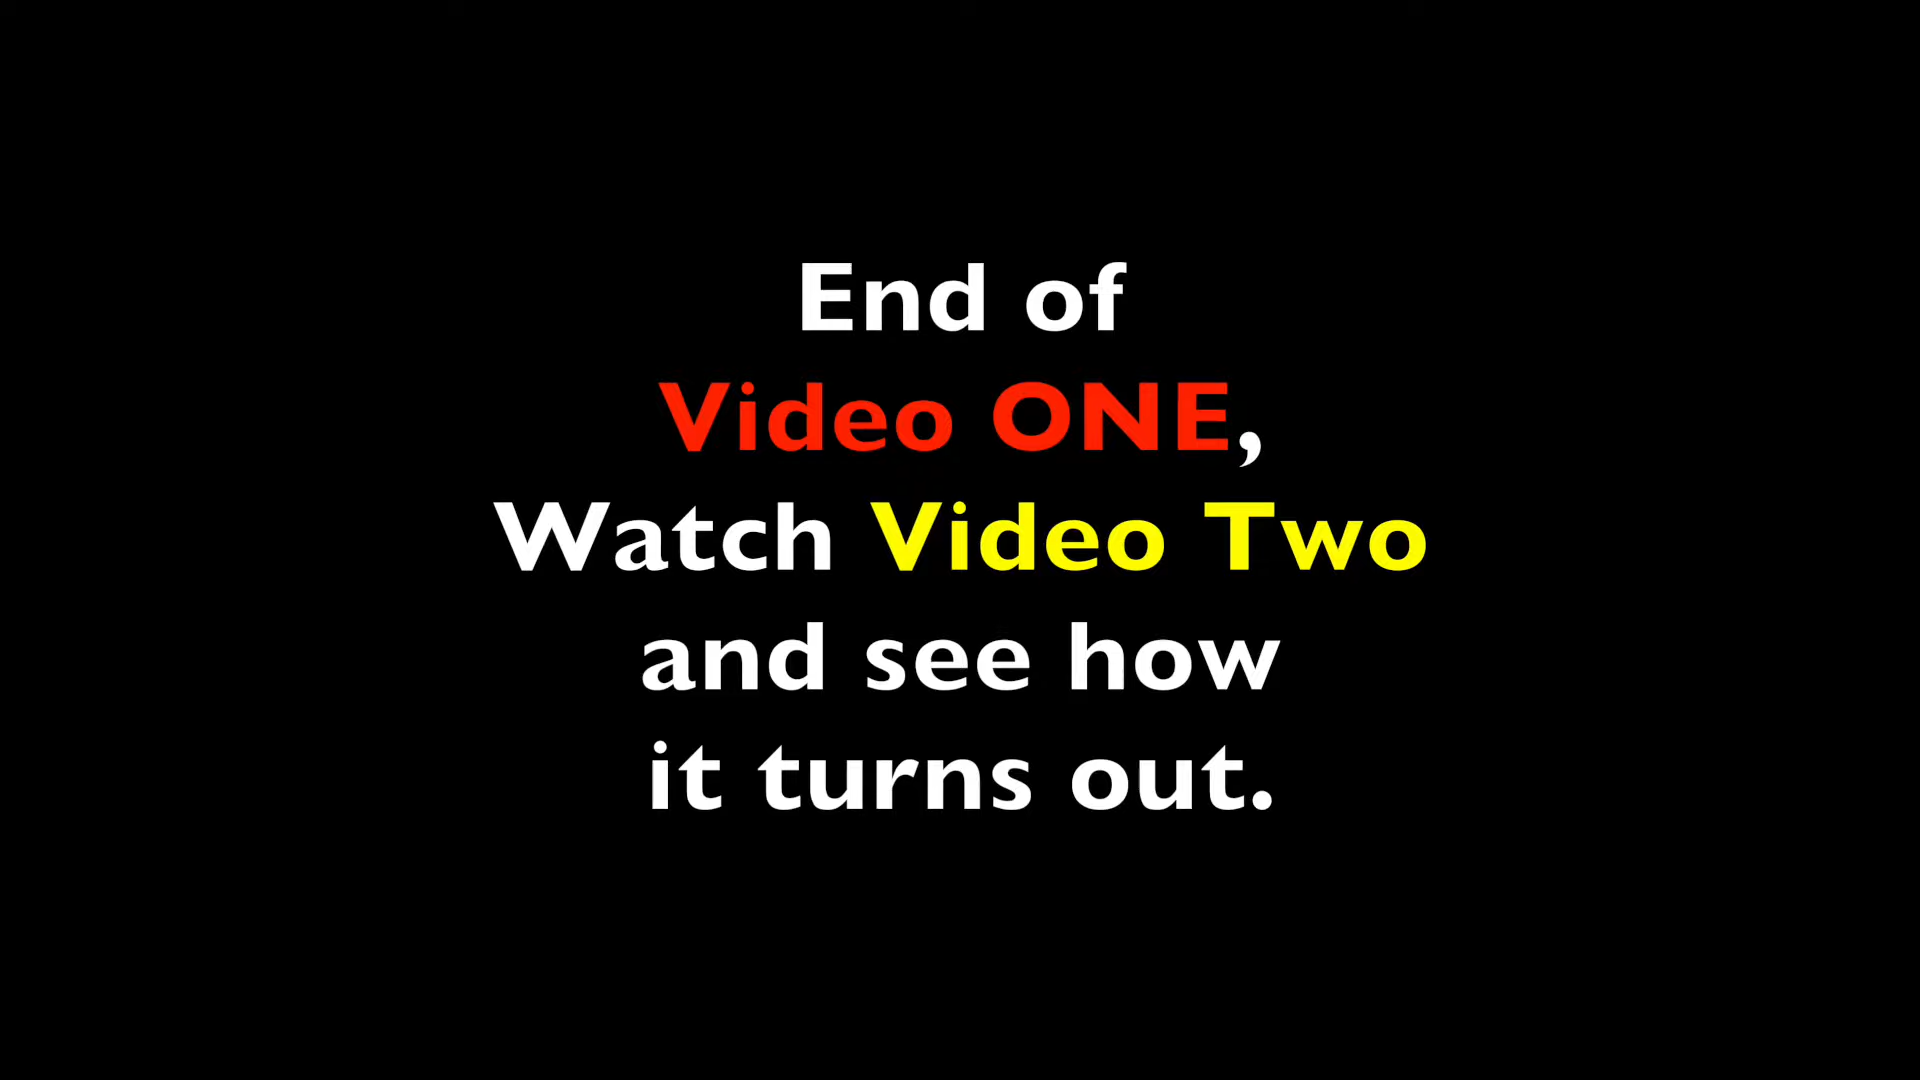 End of
Video ONE,
Watch Video Two
and see how
it turns out.